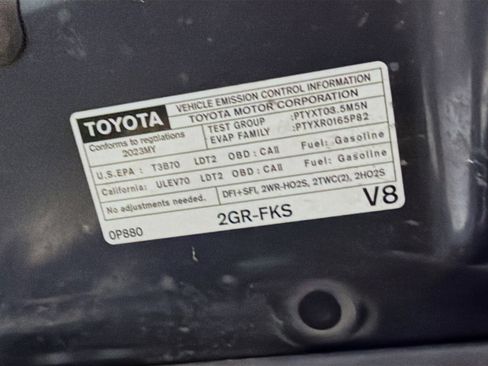 TOYOTA
VEHICLE EMISSION CONTROL INFORMATION
TOYOTA MOTOR CORPORATION
Conforms to regulations
2023MY
TEST GROUP :PTYXT03.5M5N
EVAP FAMILY :PTYXR0165P82
U.S.EPA : T3B70 LDT2 OBD : CAII Fuel: Gasoline
California: ULEV70 LDT2 OBD : CAII Fuel: Gasoline
No adjustments needed. DFI+SFI, 2WR-HO2S, 2TWC(2), 2HO2S
0P880 2GR-FKS V8